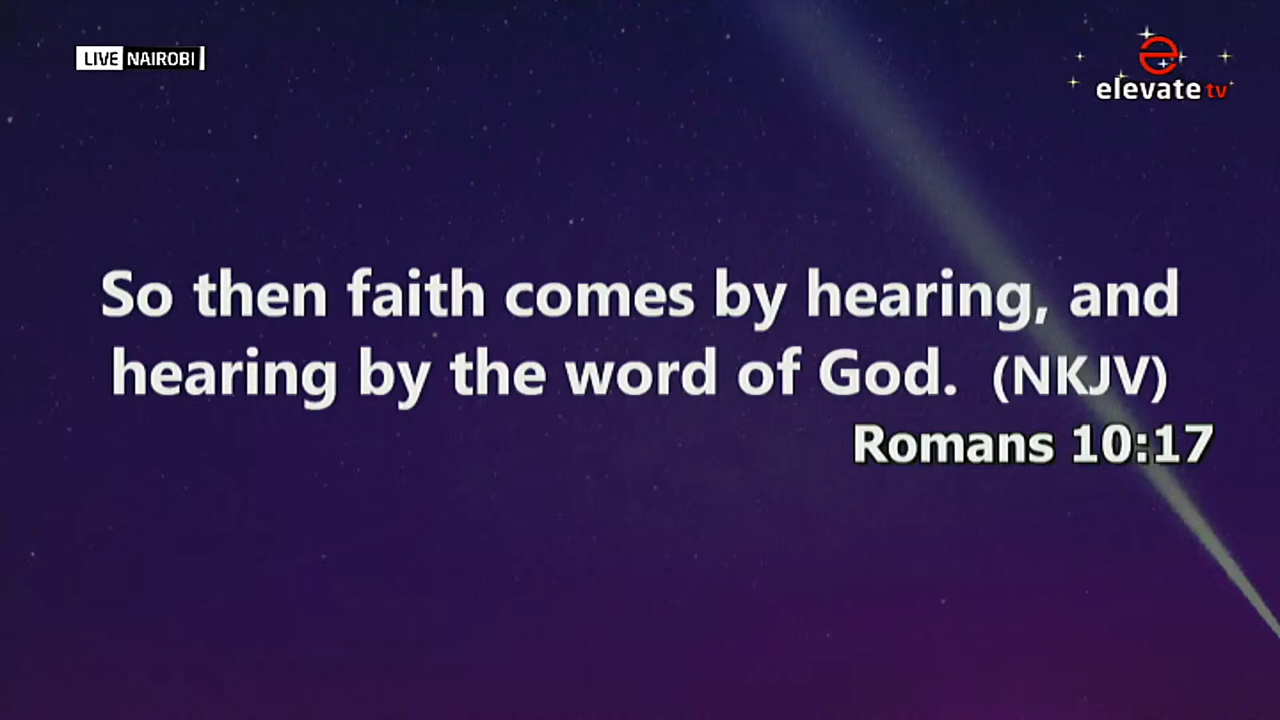 LIVE NAIROBI
elevate tv
So then faith comes by hearing, and
hearing by the word of God. (NKJV)
Romans 10:17